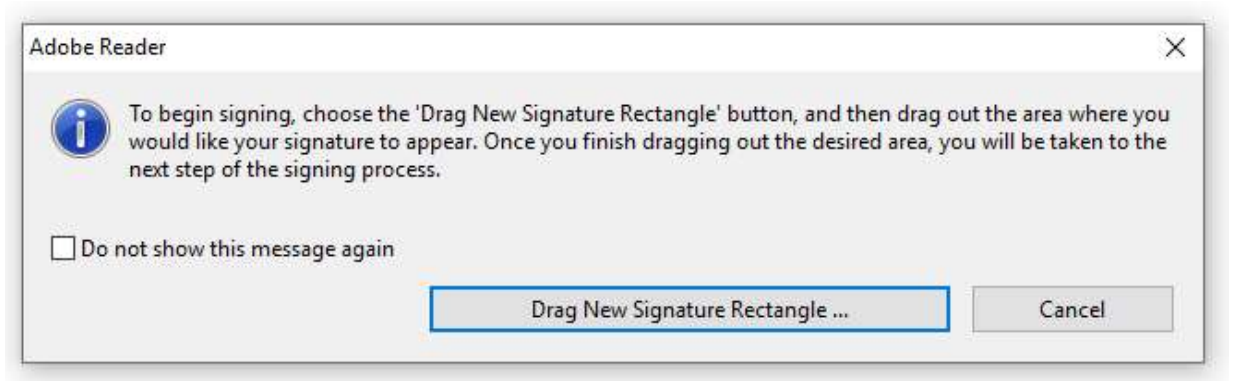 Adobe Reader
To begin signing, choose the 'Drag New Signature Rectangle' button, and then drag out the area where you
would like your signature to appear. Once you finish dragging out the desired area, you will be taken to the
next step of the signing process.
Do not show this message again
Drag New Signature Rectangle ...
Cancel